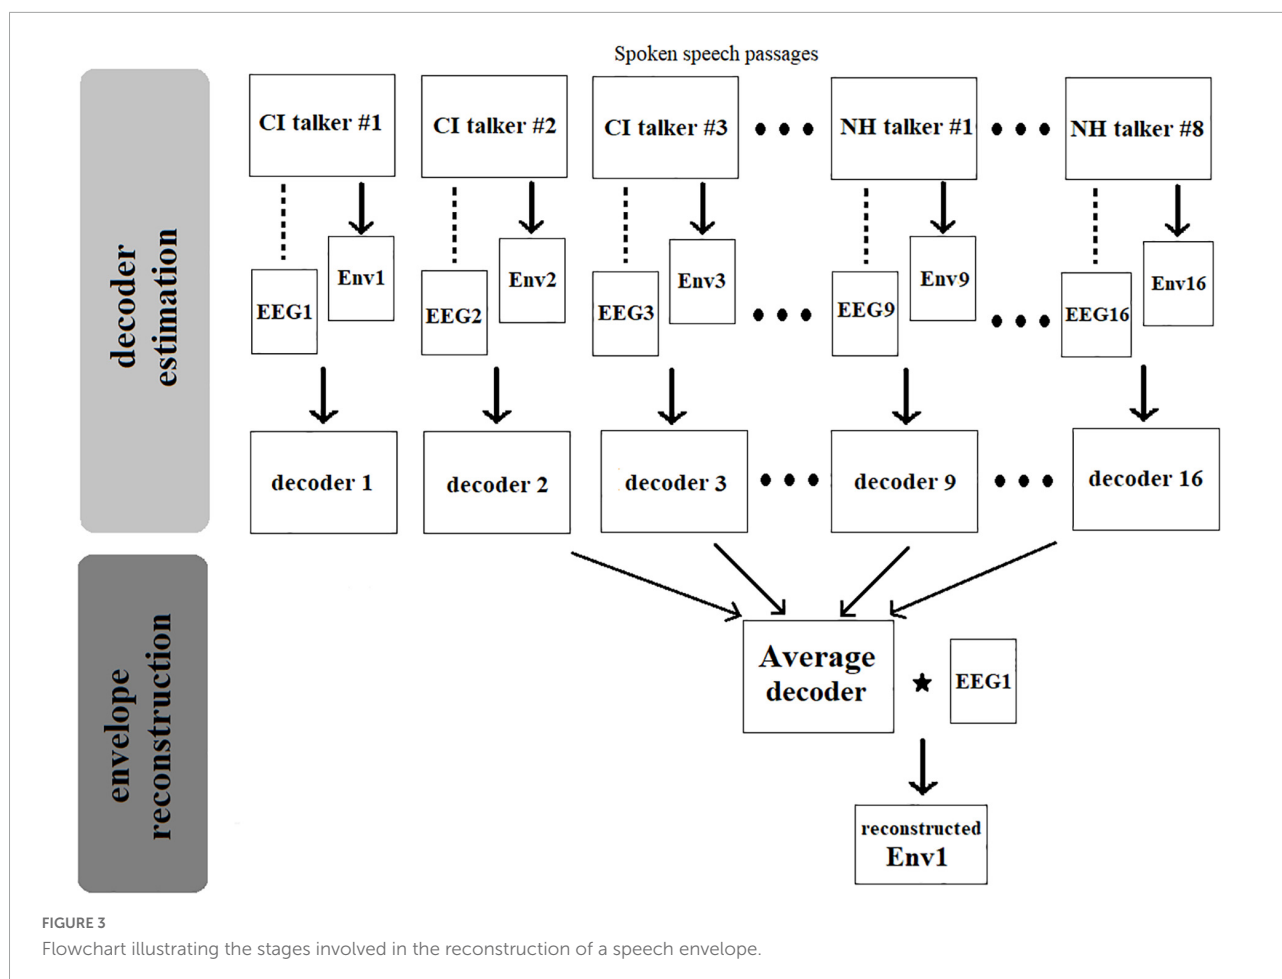 Spoken speech passages
decoder
estimation
CI talker #1
CI talker #2
CI talker #3
NH talker #1
NH talker #8
EEG1
Env1
EEG2
Env2
EEG3
Env3
EEG9
Env9
EEG16
Env16
decoder 1
decoder 2
decoder 3
decoder 9
decoder 16
envelope
reconstruction
Average
decoder
EEG1
reconstructed
Env1
FIGURE 3
Flowchart illustrating the stages involved in the reconstruction of a speech envelope.